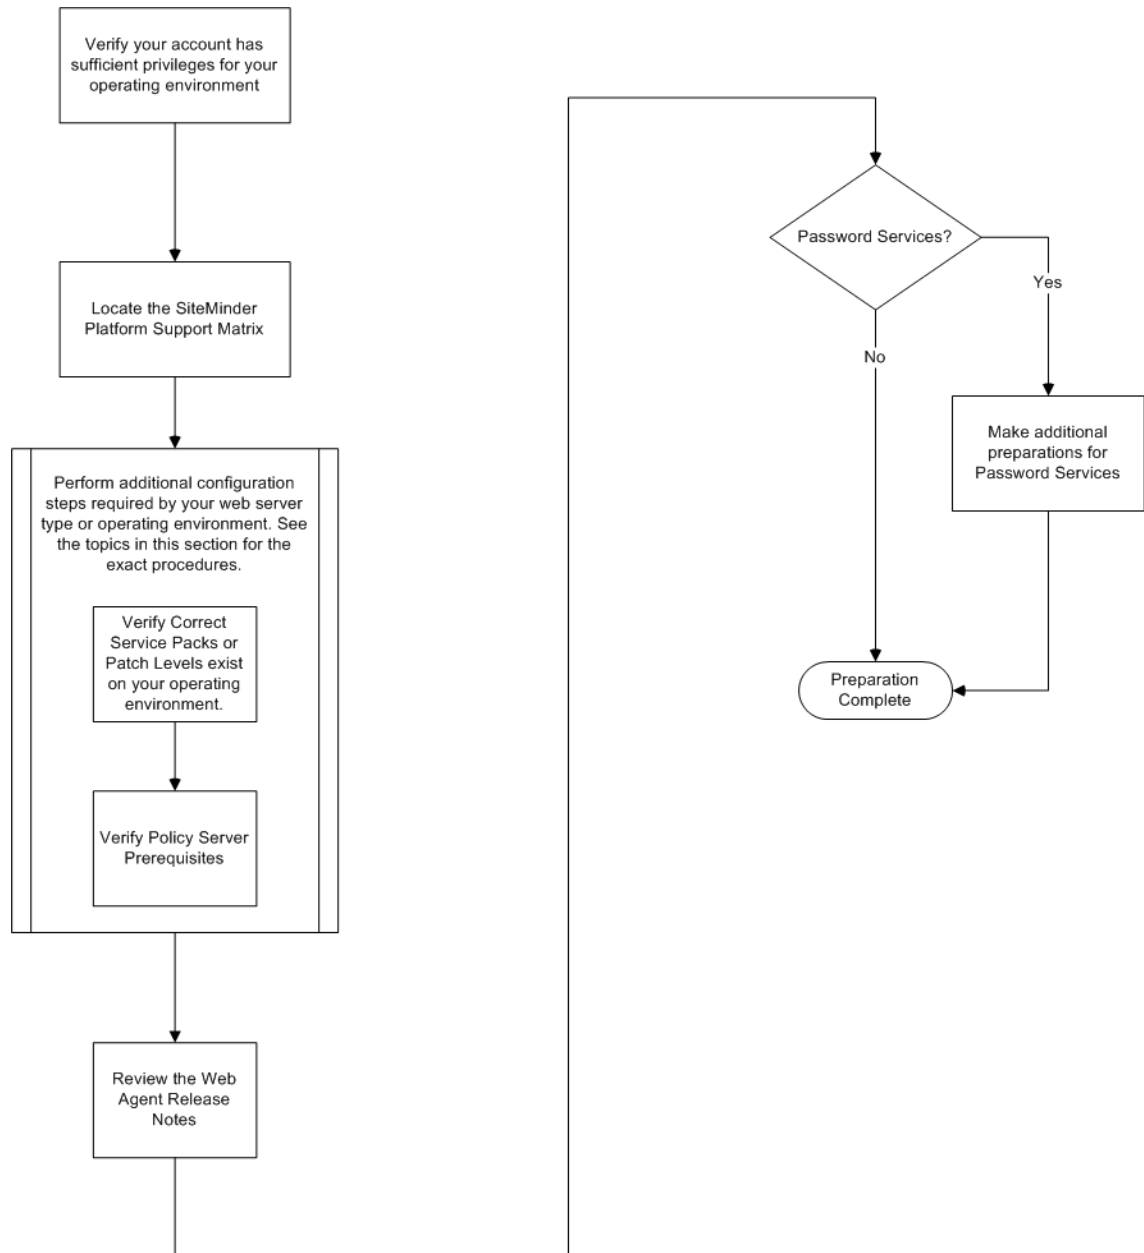 Verify your account has
sufficient privileges for your
operating environment
Locate the SiteMinder
Platform Support Matrix
Perform additional configuration
steps required by your web server
type or operating environment. See
the topics in this section for the
exact procedures.
Verify Correct
Service Packs or
Patch Levels exist
on your operating
environment.
Verify Policy Server
Prerequisites
Review the Web
Agent Release
Notes
Password Services?
Yes
No
Make additional
preparations for
Password Services
Preparation
Complete